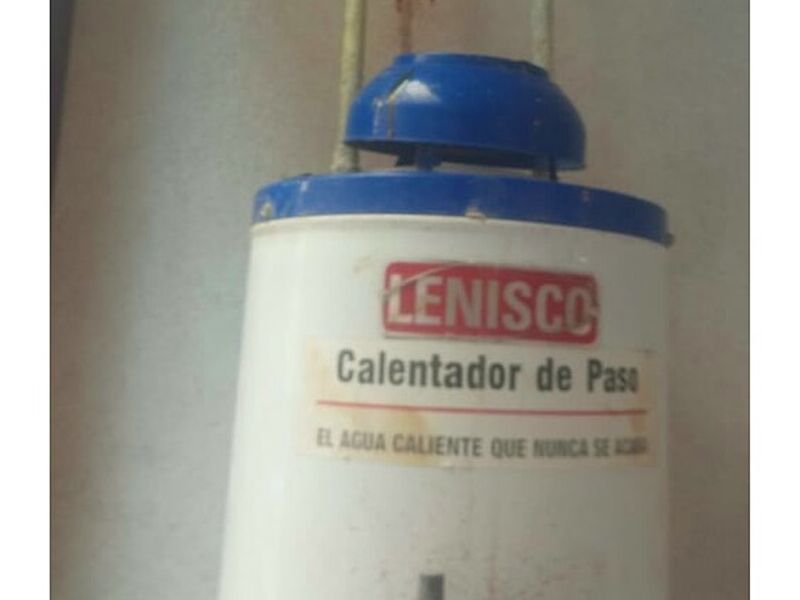 LENISCO
Calentador de Paso
EL AGUA CALIENTE QUE NUNCA SE ACABA